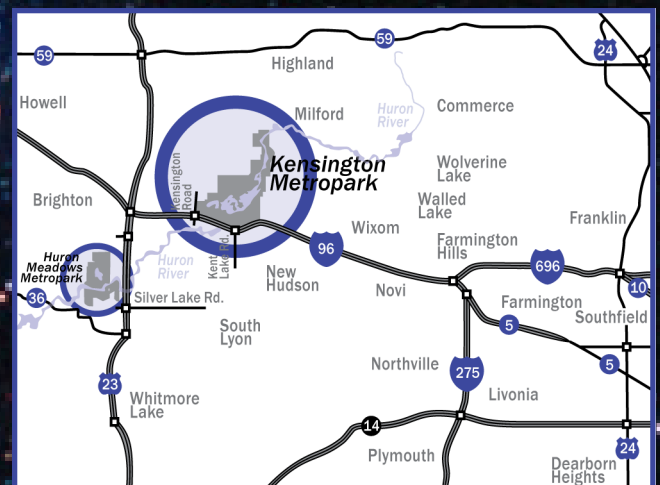 59
59
24
Highland
Howell
Milford
Huron
River
Commerce
Kensington
Metropark
Kensington
Road
Wolverine
Lake
Walled
Lake
Brighton
Franklin
Wixom
Farmington
Hills
Huron
Meadows
Metropark
Huron
River
Kent
Lake Rd.
96
696
New
Hudson
Novi
10
36
Silver Lake Rd.
Farmington
Southfield
5
South
Lyon
Northville
5
275
23
Whitmore
Lake
Livonia
14
Plymouth
24
Dearborn
Heights